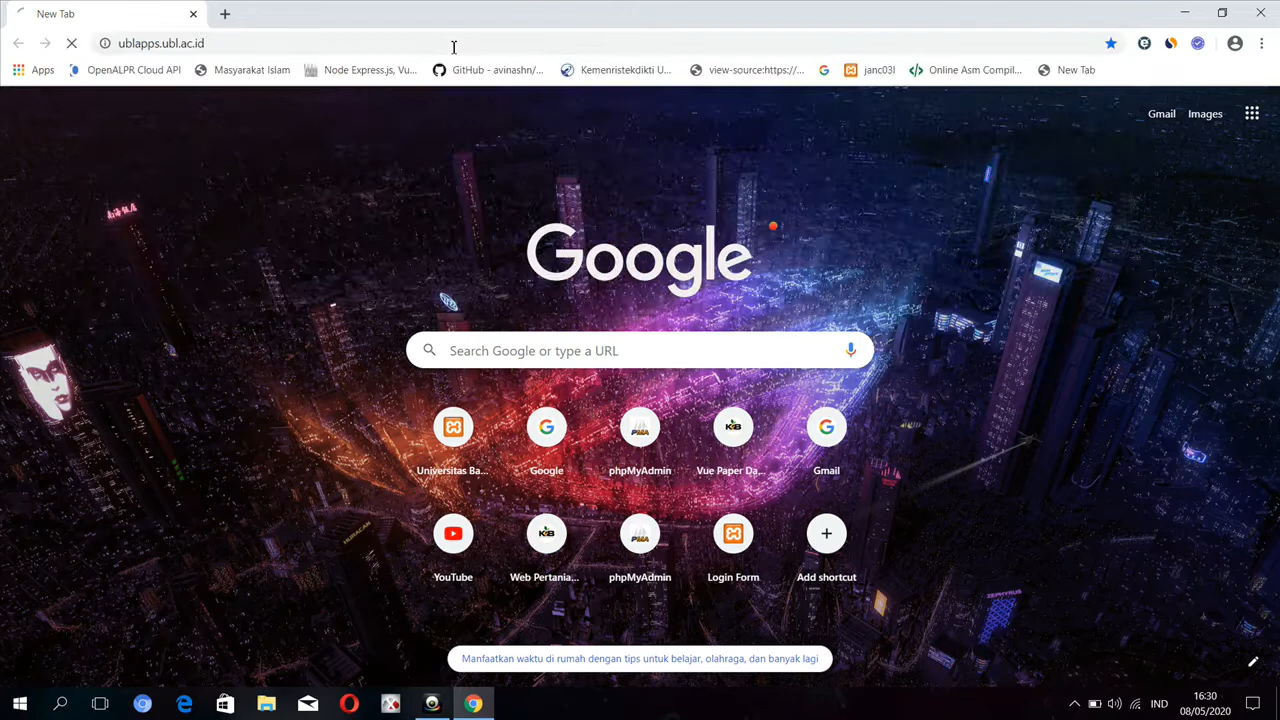 New Tab
ublapps.ubl.ac.id
Apps
OpenALPR Cloud API
Masyarakat Islam
Node Express.js, Vu...
GitHub - avinashn/...
Kemenristekdikti U...
view-source:https://...
janc03l
Online Asm Compil...
New Tab
Gmail
Images
Google
Search Google or type a URL
Universitas Ba...
Google
phpMyAdmin
Vue Paper Da...
Gmail
YouTube
Web Pertania...
phpMyAdmin
Login Form
Add shortcut
HURACAN
ZEPHYRUS
Manfaatkan waktu di rumah dengan tips untuk belajar, olahraga, dan banyak lagi
IND
16:30
08/05/2020